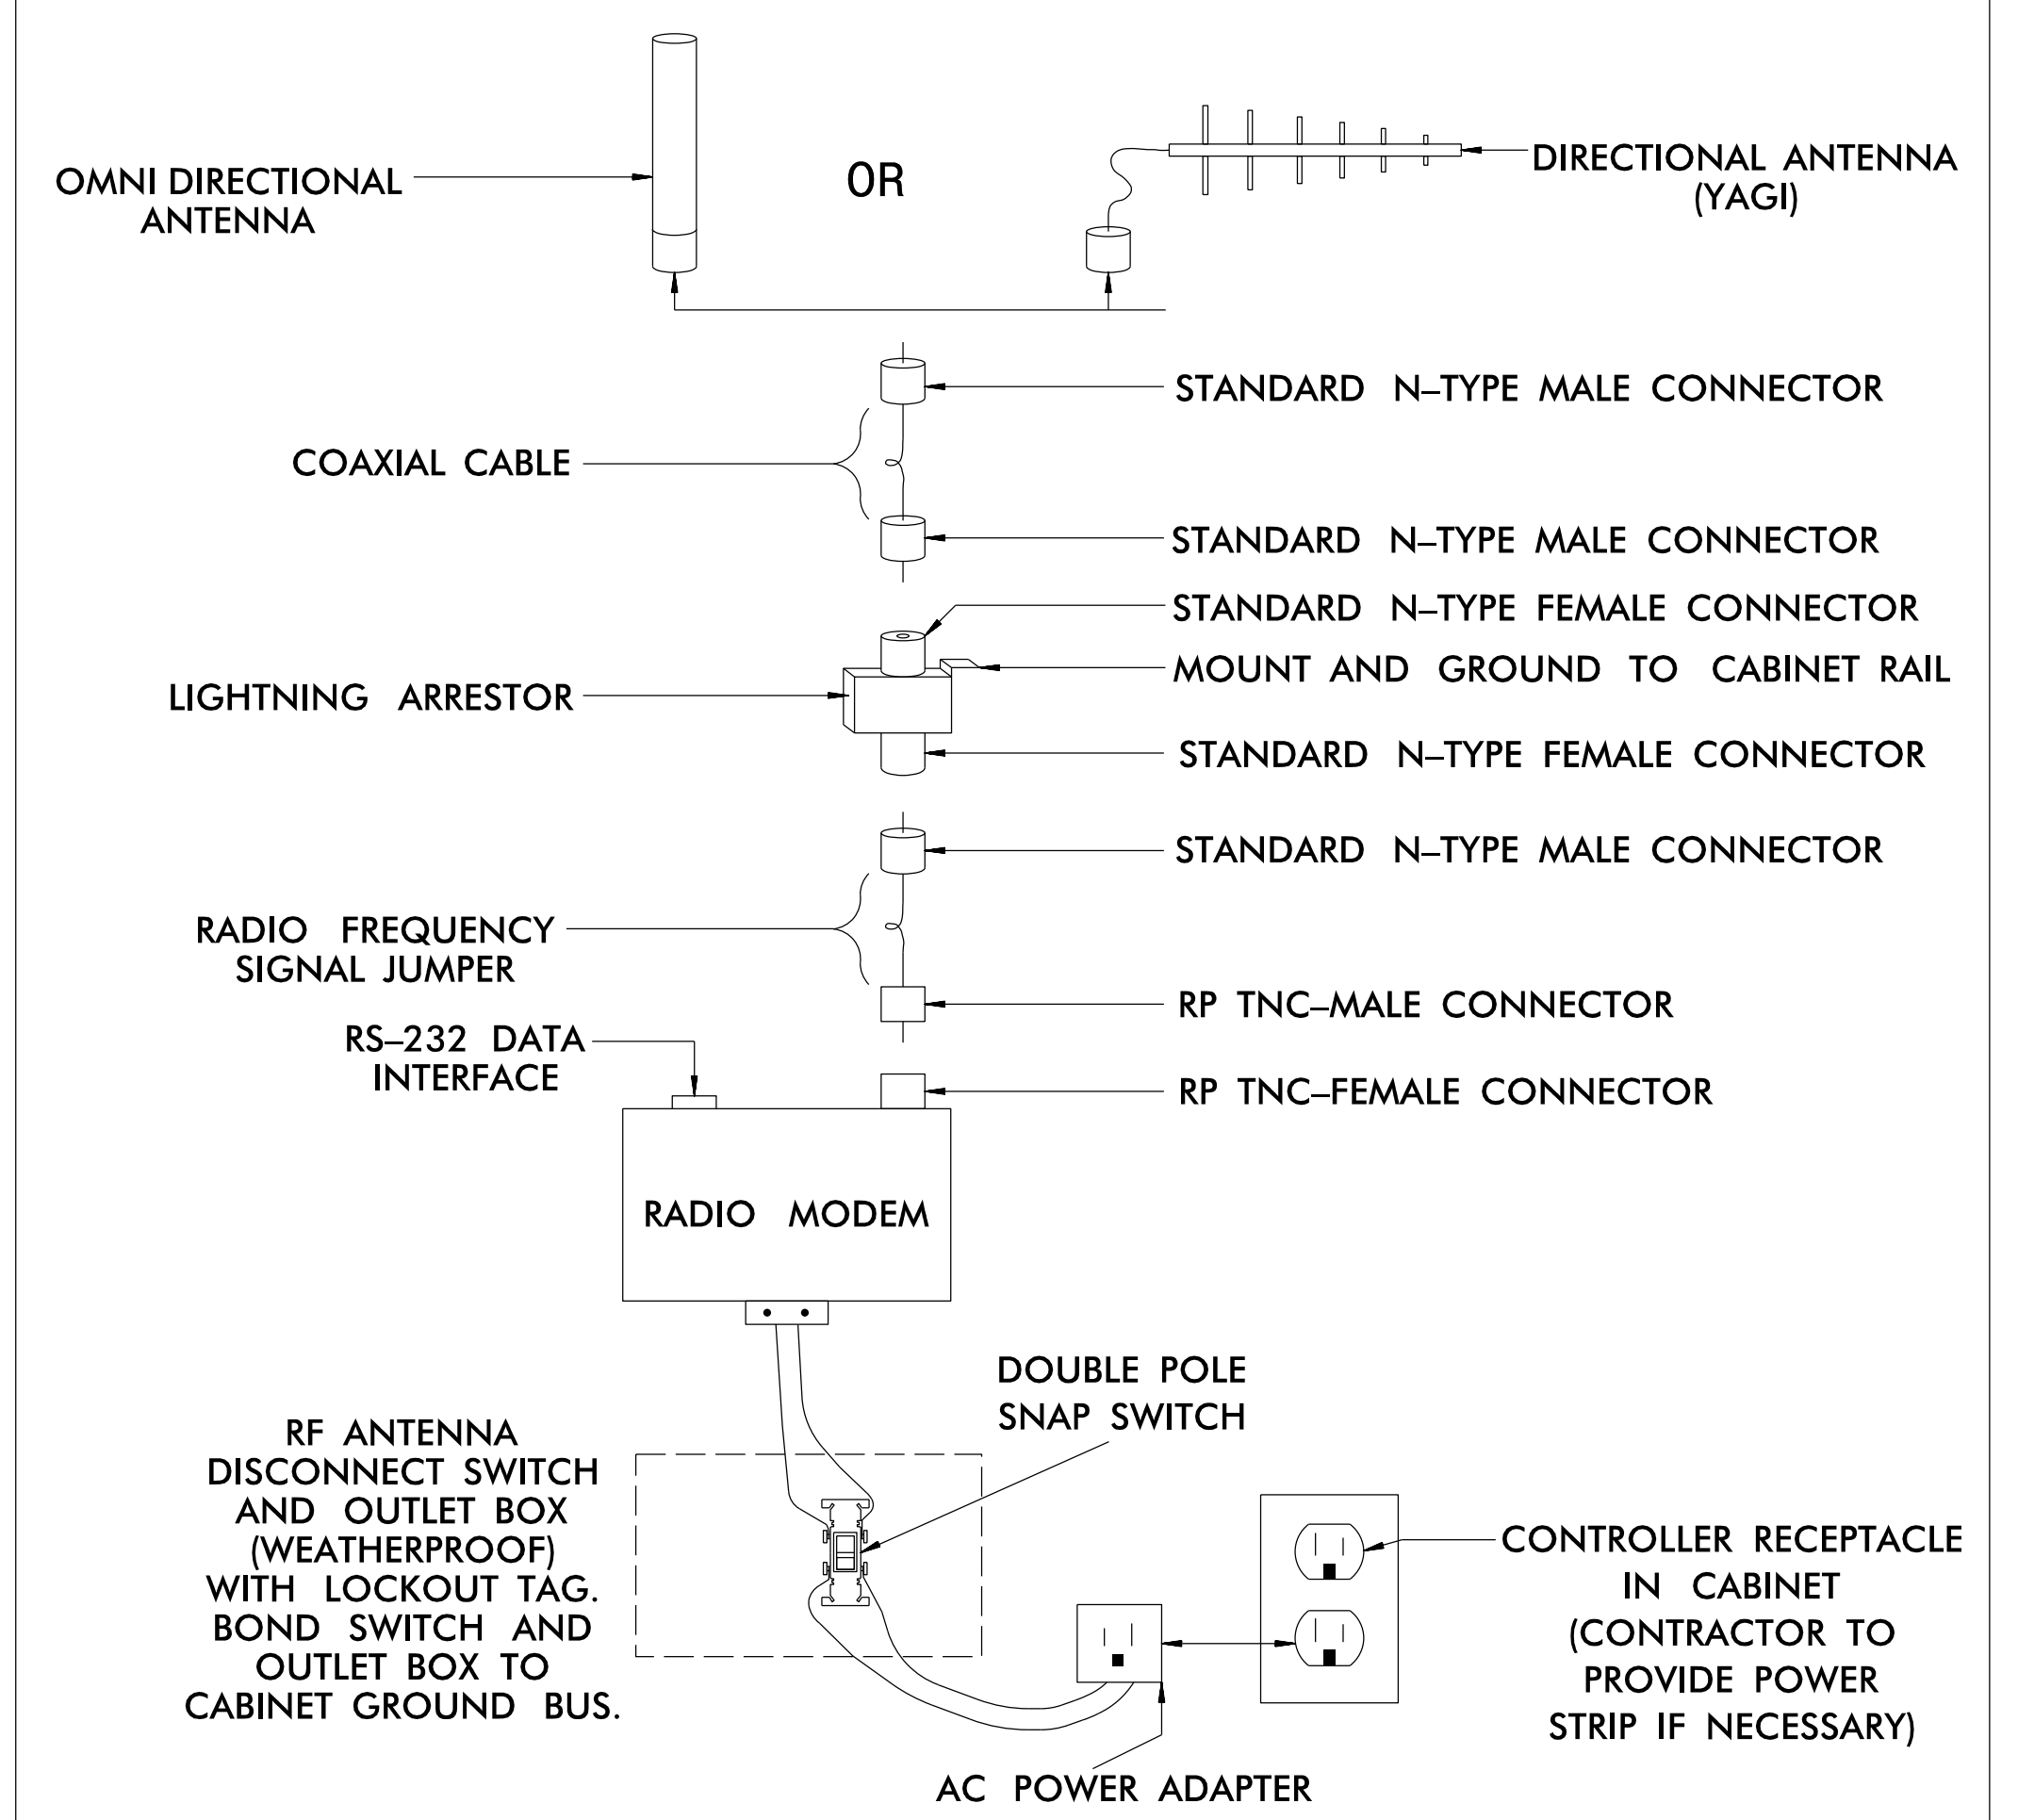 OMNI DIRECTIONAL
ANTENNA
OR
DIRECTIONAL ANTENNA
(YAGI)
STANDARD N–TYPE MALE CONNECTOR
COAXIAL CABLE
STANDARD N–TYPE MALE CONNECTOR
STANDARD N–TYPE FEMALE CONNECTOR
MOUNT AND GROUND TO CABINET RAIL
LIGHTNING ARRESTOR
STANDARD N–TYPE FEMALE CONNECTOR
STANDARD N–TYPE MALE CONNECTOR
RADIO FREQUENCY
SIGNAL JUMPER
RP TNC–MALE CONNECTOR
RS–232 DATA
INTERFACE
RP TNC–FEMALE CONNECTOR
RADIO MODEM
DOUBLE POLE
SNAP SWITCH
RF ANTENNA
DISCONNECT SWITCH
AND OUTLET BOX
(WEATHERPROOF)
WITH LOCKOUT TAG.
BOND SWITCH AND
OUTLET BOX TO
CABINET GROUND BUS.
CONTROLLER RECEPTACLE
IN CABINET
(CONTRACTOR TO
PROVIDE POWER
STRIP IF NECESSARY)
AC POWER ADAPTER